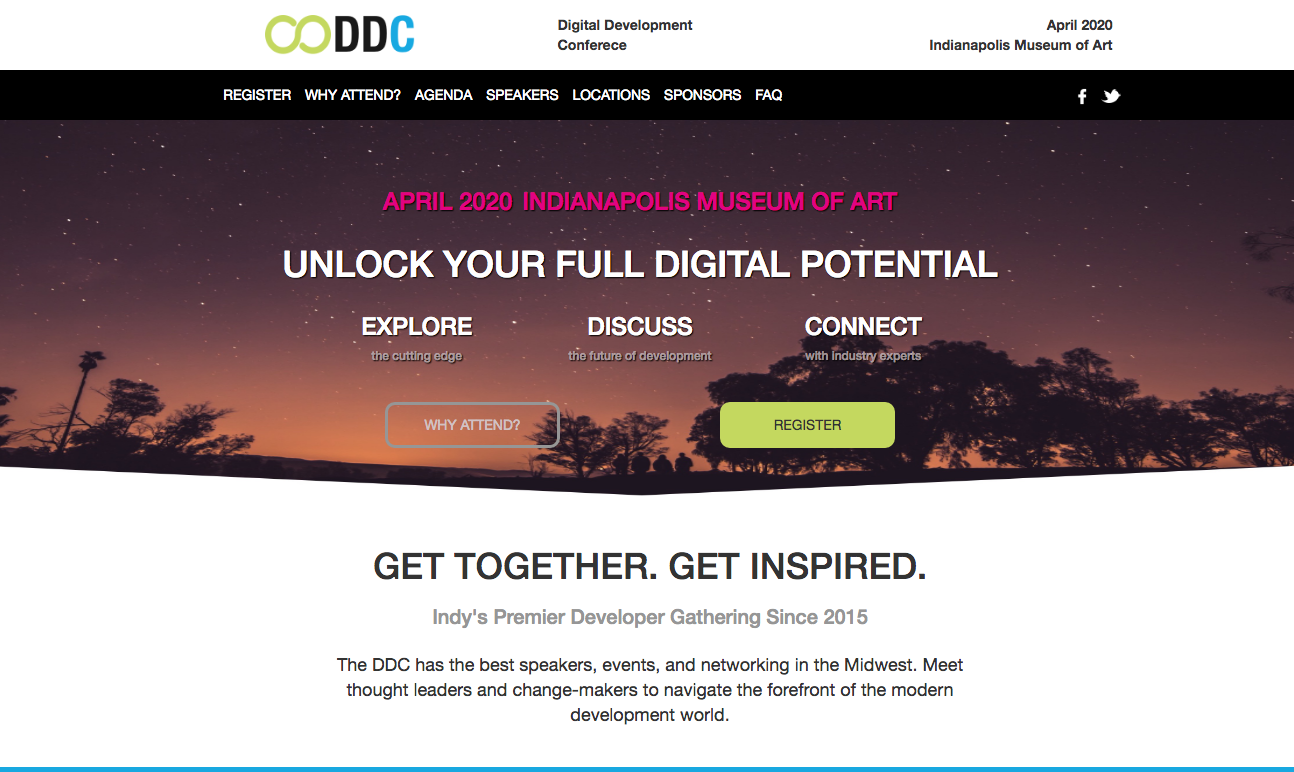 DDC
Digital Development
Conferece
April 2020
Indianapolis Museum of Art
REGISTER WHY ATTEND? AGENDA SPEAKERS LOCATIONS SPONSORS FAQ
APRIL 2020 INDIANAPOLIS MUSEUM OF ART
UNLOCK YOUR FULL DIGITAL POTENTIAL
EXPLORE
the cutting edge
DISCUSS
the future of development
CONNECT
with industry experts
WHY ATTEND?
REGISTER
GET TOGETHER. GET INSPIRED.
Indy's Premier Developer Gathering Since 2015
The DDC has the best speakers, events, and networking in the Midwest. Meet
thought leaders and change-makers to navigate the forefront of the modern
development world.